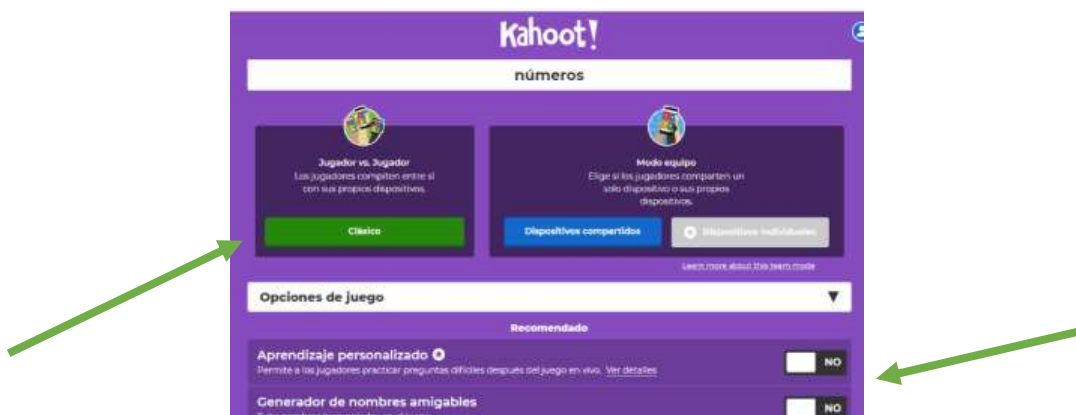 Kahoot!
números
Jugador vs. Jugador
Los jugadores compiten entre sí
con sus propios dispositivos.
Clásico
Modo equipo
Elige si los jugadores comparten un
solo dispositivo o sus propios
dispositivos.
Dispositivos compartidos
Dispositivos individuales
Learn more about this team mode
Opciones de juego
Recomendado
Aprendizaje personalizado
Permite a los jugadores practicar preguntas difíciles después del juego en vivo. Ver detalles
NO
Generador de nombres amigables
NO